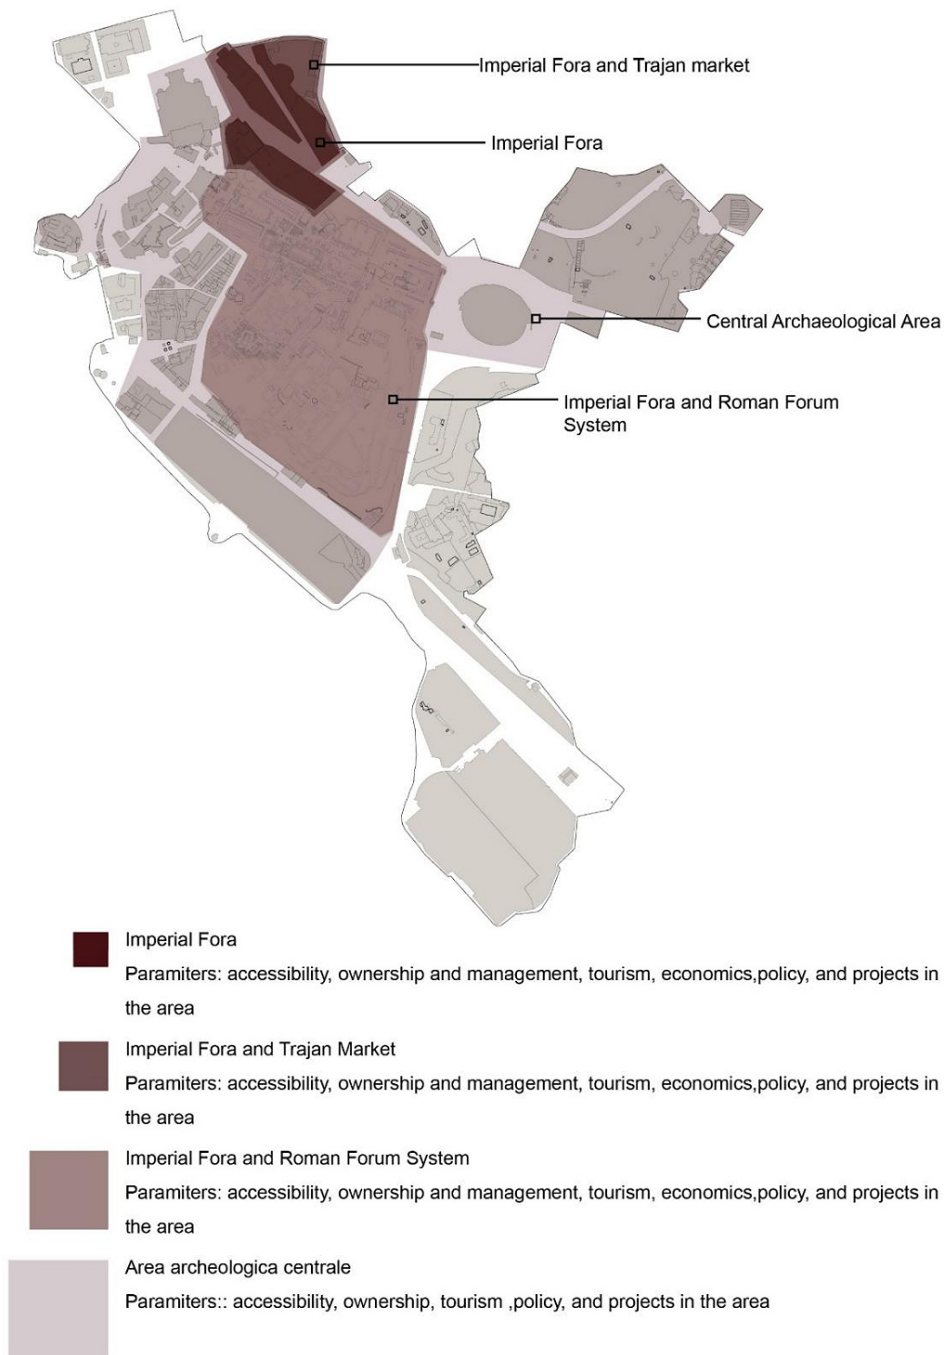 Imperial Fora and Trajan market
Imperial Fora
Central Archaeological Area
Imperial Fora and Roman Forum
System
Imperial Fora
Paramiters: accessibility, ownership and management, tourism, economics,policy, and projects in
the area
Imperial Fora and Trajan Market
Paramiters: accessibility, ownership and management, tourism, economics,policy, and projects in
the area
Imperial Fora and Roman Forum System
Paramiters: accessibility, ownership and management, tourism, economics,policy, and projects in
the area
Area archeologica centrale
Paramiters:: accessibility, ownership, tourism ,policy, and projects in the area